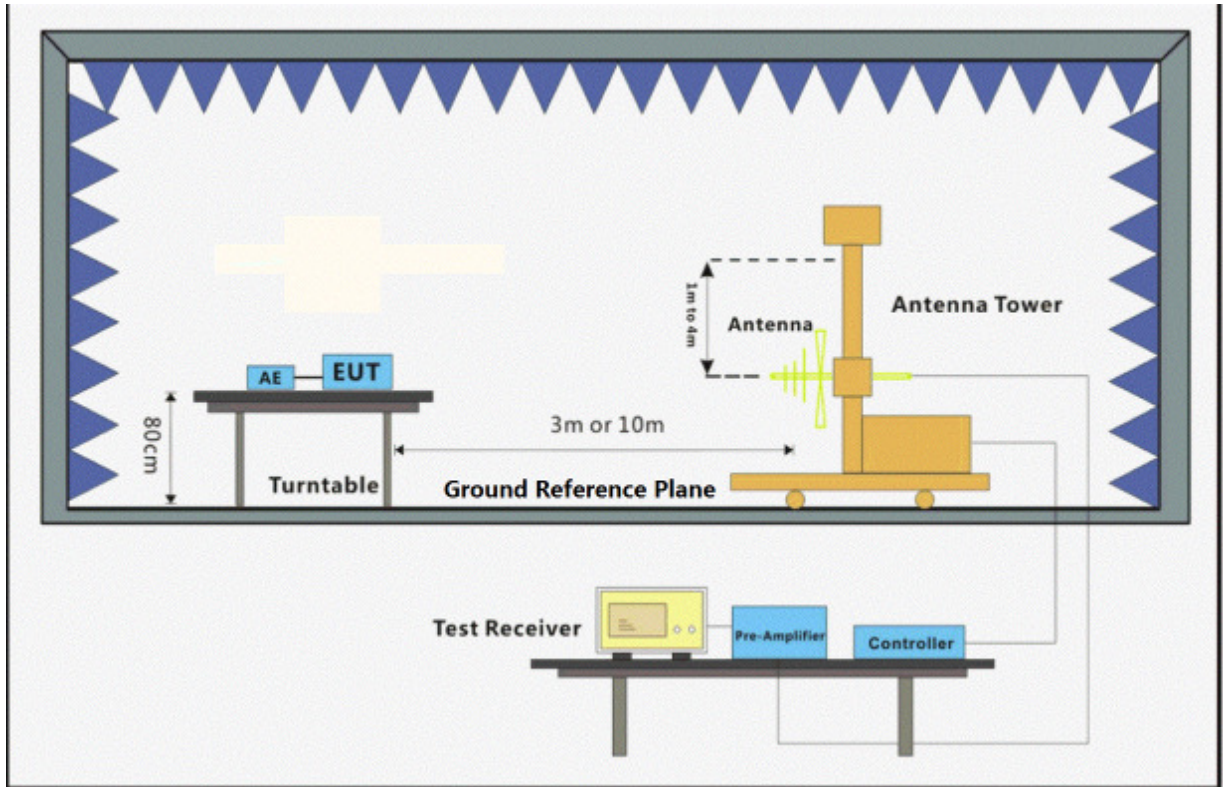 1m to 4m
Antenna Tower
Antenna
AE
EUT
80cm
3m or 10m
Turntable
Ground Reference Plane
Test Receiver
Pre-Amplifier
Controller